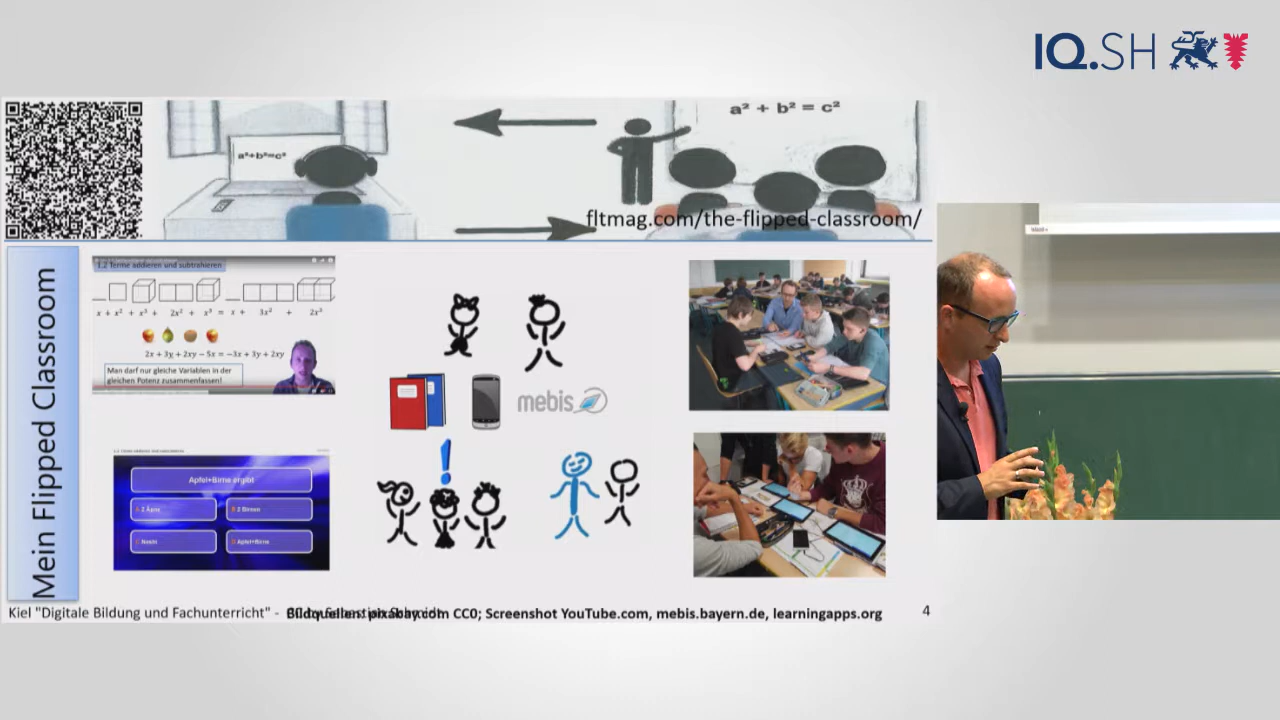 IQ.SH
a² + b² = c²
a²+b²=c²
fltmag.com/the-flipped-classroom/
Mein Flipped Classroom
1.2 Terme addieren und subtrahieren
x + x² + x³ + 2x² + x³ = x + 3x² + 2x³
2x + 3y + 2xy − 5x = −3x + 3y + 2xy
Man darf nur gleiche Variablen in der
gleichen Potenz zusammenfassen!
mebis
Apfel+Birne ergibt
2 Birnen
Apfel+Birne
Kiel "Digitale Bildung und Fachunterricht" -
Bildquellen: pixabay.com CC0; Screenshot YouTube.com, mebis.bayern.de, learningapps.org
4